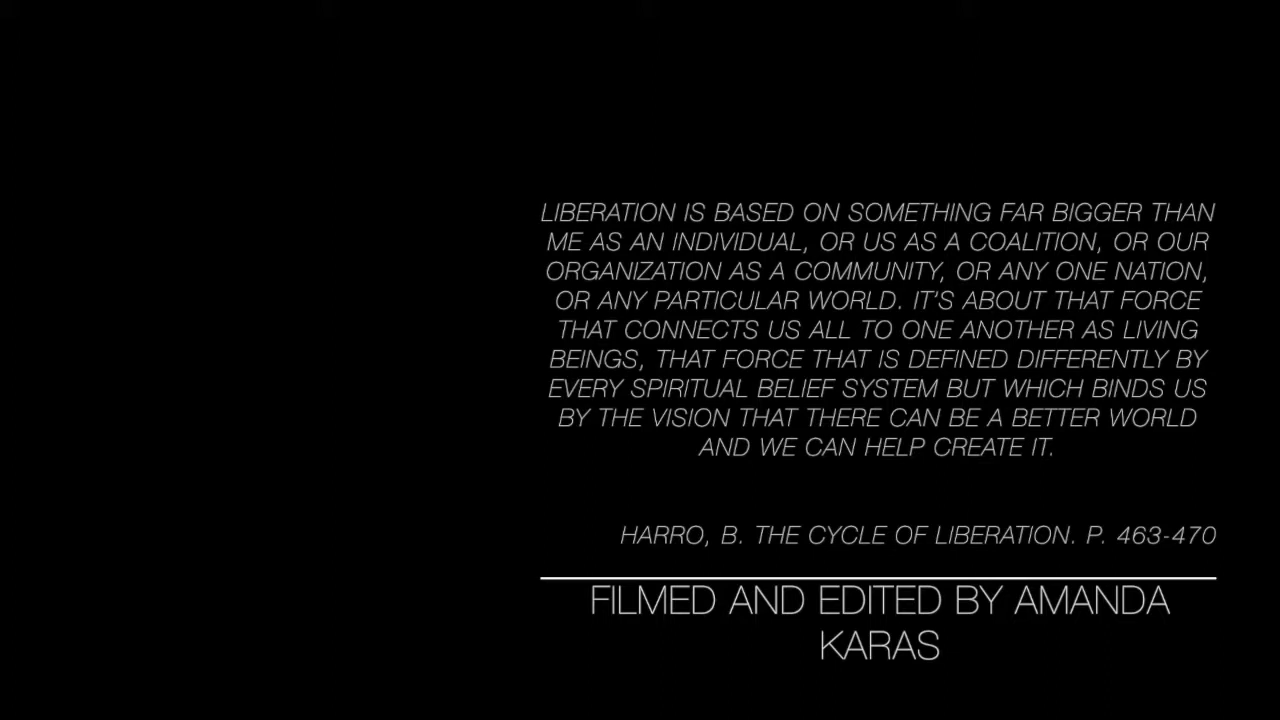 LIBERATION IS BASED ON SOMETHING FAR BIGGER THAN
ME AS AN INDIVIDUAL, OR US AS A COALITION, OR OUR
ORGANIZATION AS A COMMUNITY, OR ANY ONE NATION,
OR ANY PARTICULAR WORLD. IT'S ABOUT THAT FORCE
THAT CONNECTS US ALL TO ONE ANOTHER AS LIVING
BEINGS, THAT FORCE THAT IS DEFINED DIFFERENTLY BY
EVERY SPIRITUAL BELIEF SYSTEM BUT WHICH BINDS US
BY THE VISION THAT THERE CAN BE A BETTER WORLD
AND WE CAN HELP CREATE IT.
HARRO, B. THE CYCLE OF LIBERATION. P. 463-470
FILMED AND EDITED BY AMANDA
KARAS